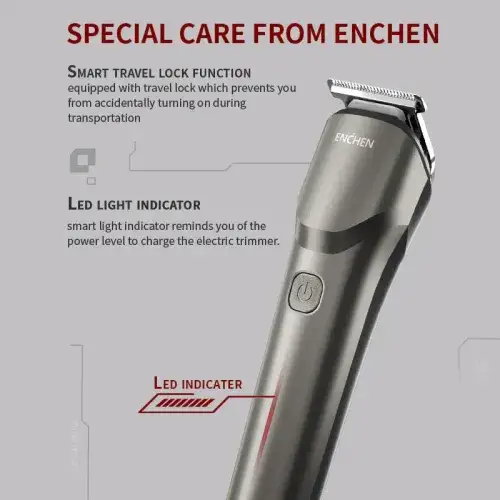 SPECIAL CARE FROM ENCHEN
SMART TRAVEL LOCK FUNCTION
equipped with travel lock which prevents you
from accidentally turning on during
transportation
ENCHEN
LED LIGHT INDICATOR
smart light indicator reminds you of the
power level to charge the electric trimmer.
LED INDICATER